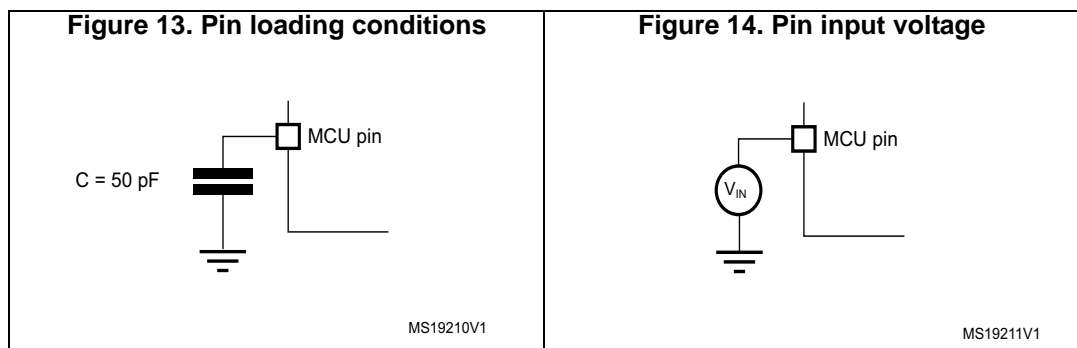 Figure 13. Pin loading conditions
MCU pin
C = 50 pF
MS19210V1
Figure 14. Pin input voltage
MCU pin
VIN
MS19211V1